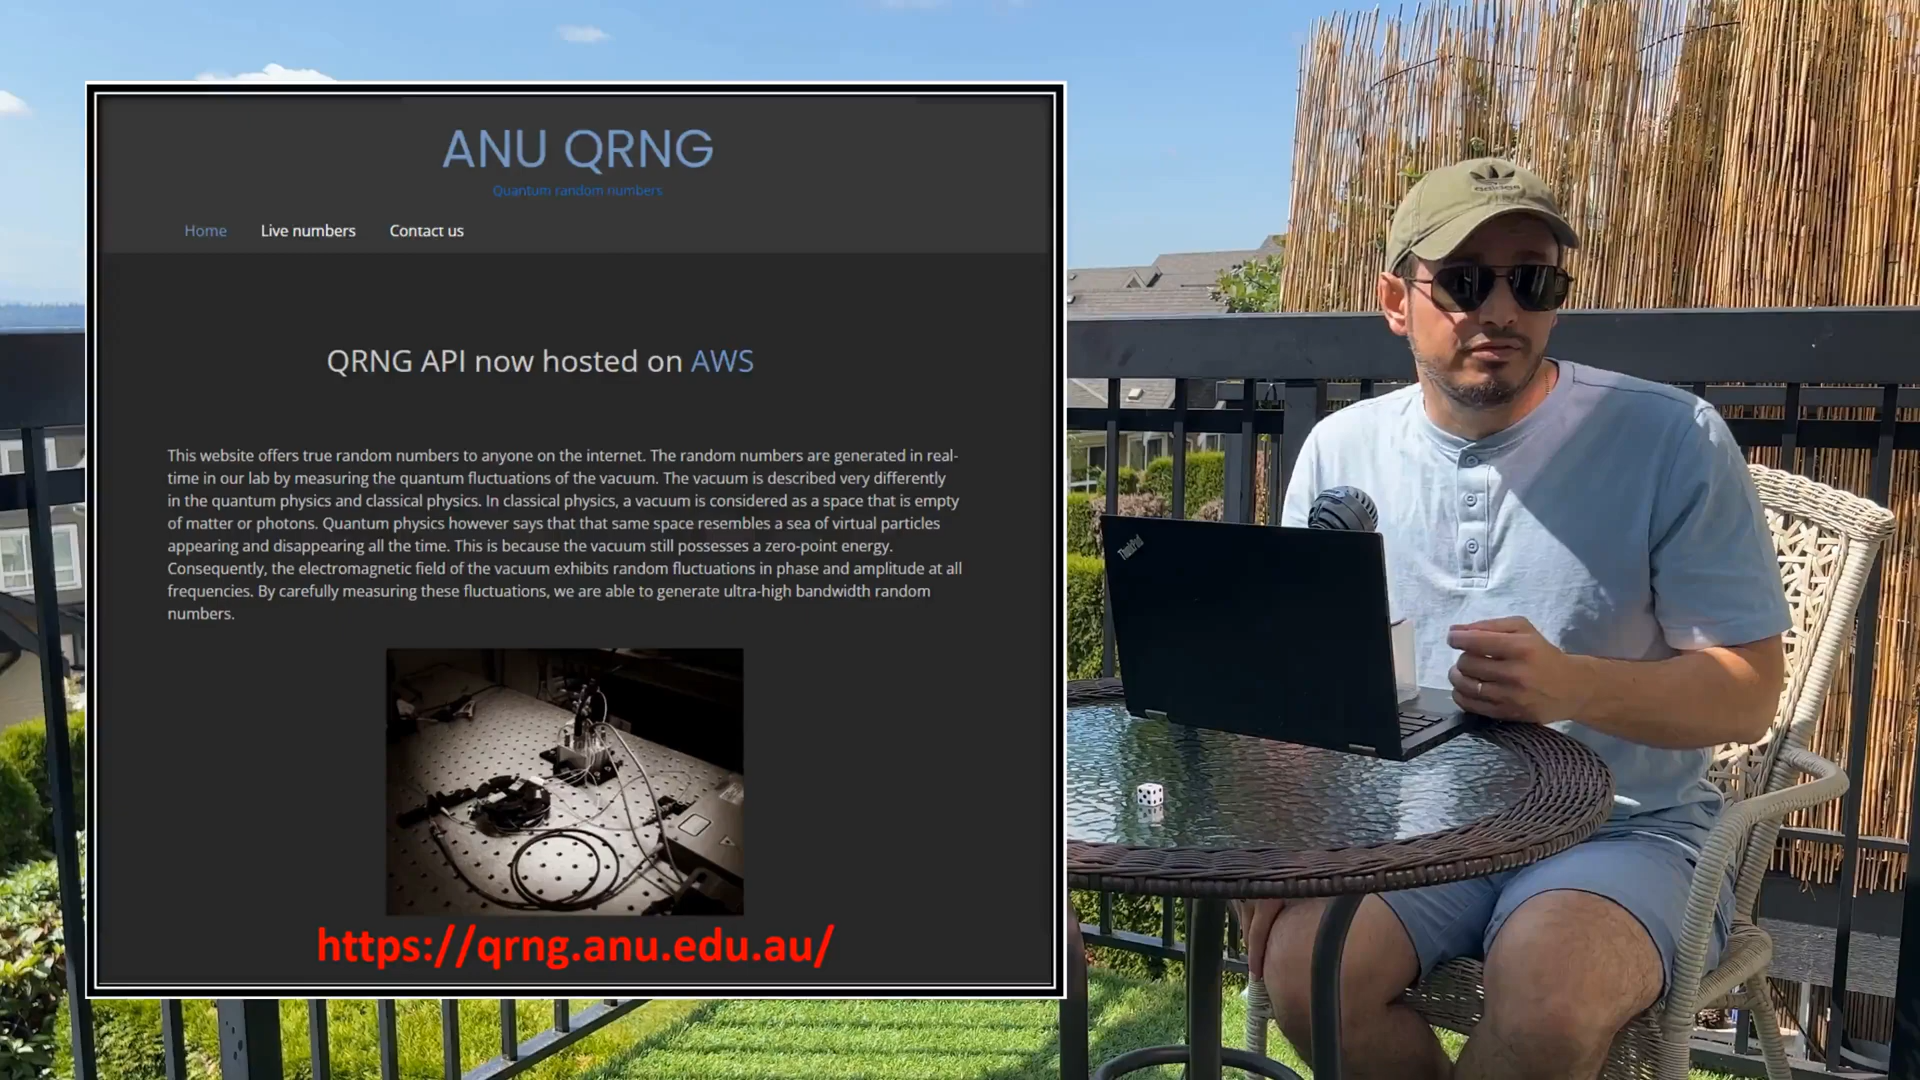 ANU QRNG
Quantum random numbers
Home Live numbers Contact us
QRNG API now hosted on AWS
This website offers true random numbers to anyone on the internet. The random numbers are generated in real-
time in our lab by measuring the quantum fluctuations of the vacuum. The vacuum is described very differently
in the quantum physics and classical physics. In classical physics, a vacuum is considered as a space that is empty
of matter or photons. Quantum physics however says that that same space resembles a sea of virtual particles
appearing and disappearing all the time. This is because the vacuum still possesses a zero-point energy.
Consequently, the electromagnetic field of the vacuum exhibits random fluctuations in phase and amplitude at all
frequencies. By carefully measuring these fluctuations, we are able to generate ultra-high bandwidth random
numbers.
https://qrng.anu.edu.au/
adidas
ThinkPad